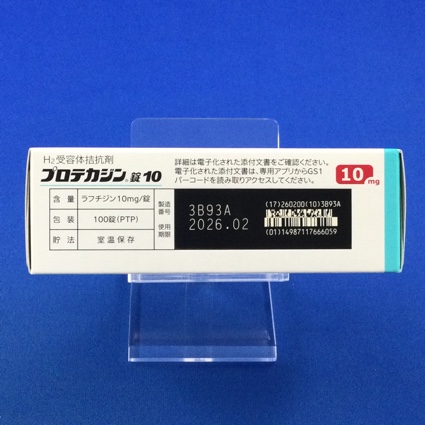 H2受容体拮抗剤
プロテカジン®錠10
詳細は電子化された添付文書をご確認ください。
電子化された添付文書は、専用アプリからGS1
バーコードを読み取りアクセスしてください。
10mg
含量 ラフチジン10mg/錠
包装 100錠(PTP)
貯法 室温保存
製造番号 3B93A
使用期限 2026.02
(17)260200(10)3B93A
(01)14987117666059